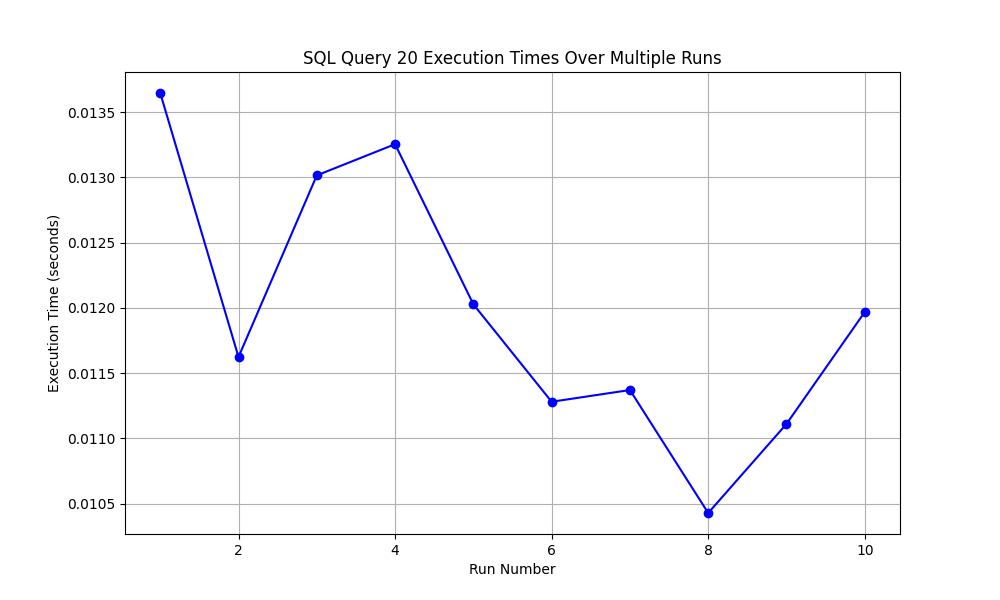 SQL Query 20 Execution Times Over Multiple Runs
0.0135
0.0130
0.0125
0.0120
0.0115
0.0110
0.0105
Execution Time (seconds)
2 4 6 8 10
Run Number